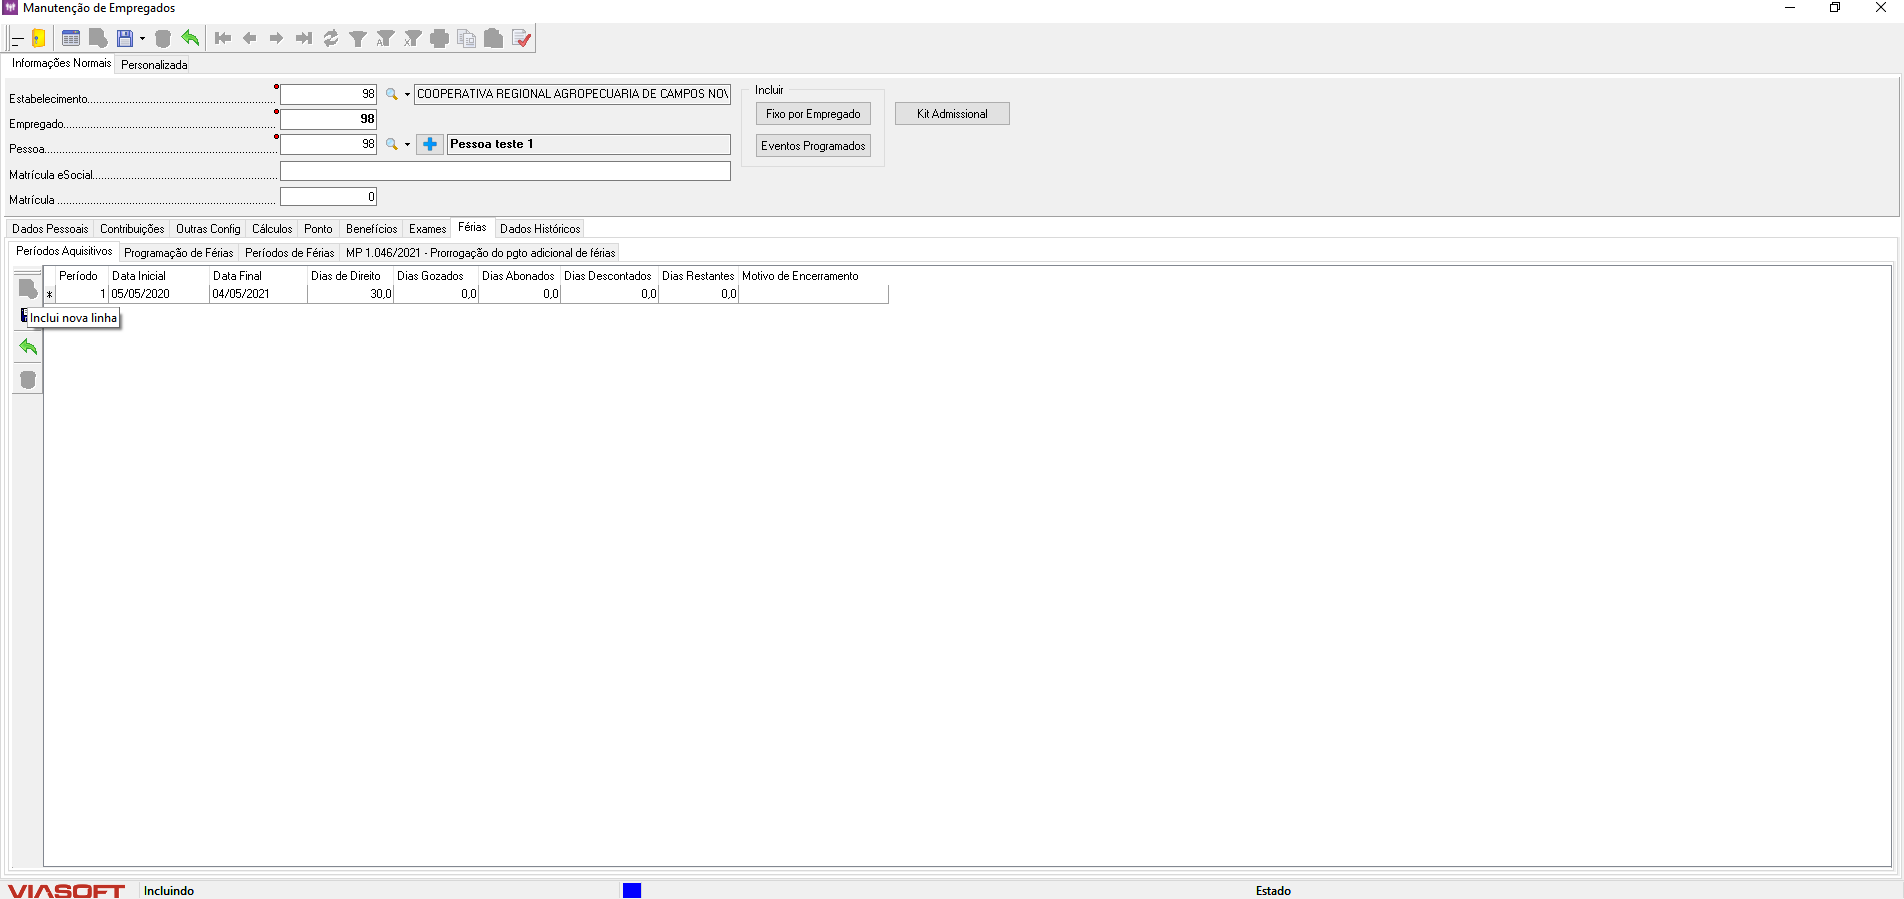 Manutenção de Empregados
Informações Normais Personalizada
Estabelecimento 98 COOPERATIVA REGIONAL AGROPECUARIA DE CAMPOS NOV
Empregado 98
Pessoa 98 Pessoa teste 1
Matrícula eSocial
Matrícula 0
Incluir
Fixo por Empregado Kit Admissional
Eventos Programados
Dados Pessoais Contribuições Outras Config Cálculos Ponto Benefícios Exames Férias Dados Históricos
Períodos Aquisitivos Programação de Férias Períodos de Férias MP 1.046/2021 - Prorrogação do pgto adicional de férias
Período Data Inicial Data Final Dias de Direito Dias Gozados Dias Abonados Dias Descontados Dias Restantes Motivo de Encerramento
* 1 05/05/2020 04/05/2021 30,0 0,0 0,0 0,0 0,0
Inclui nova linha
VIASOFT Incluindo Estado